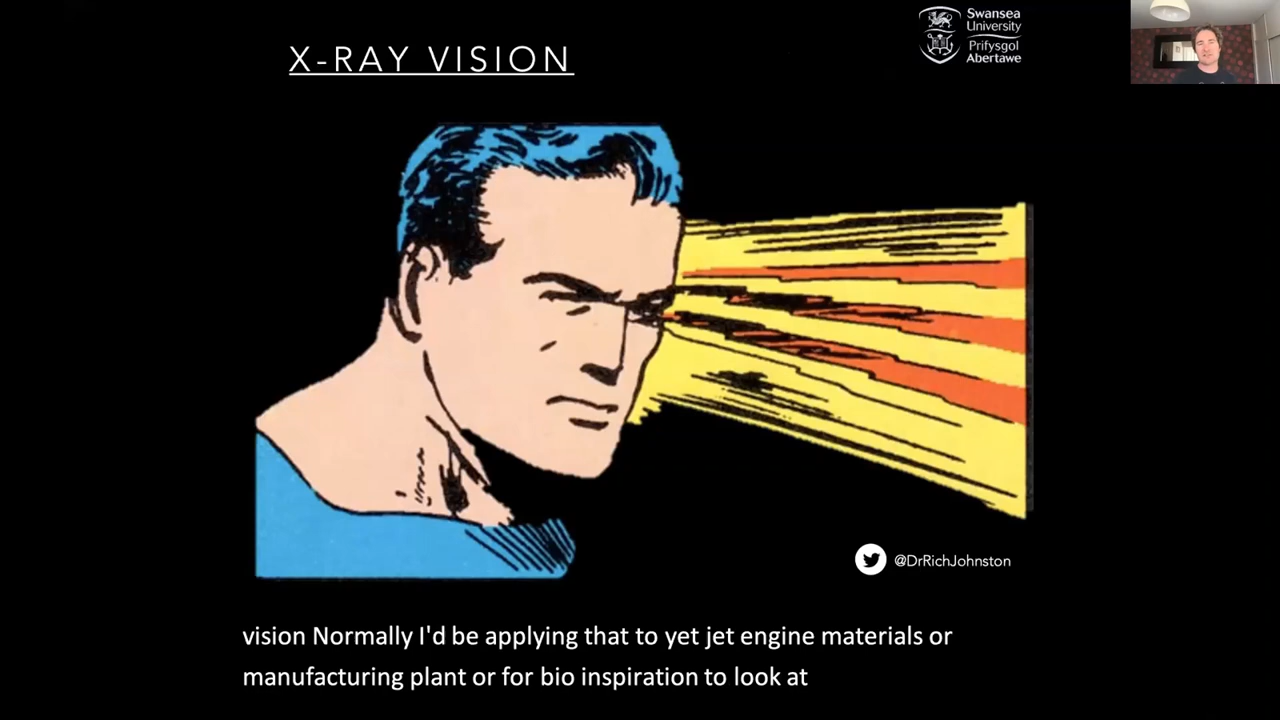 X-RAY VISION
Swansea
University
Prifysgol
Abertawe
@DrRichJohnston
vision Normally I'd be applying that to yet jet engine materials or
manufacturing plant or for bio inspiration to look at